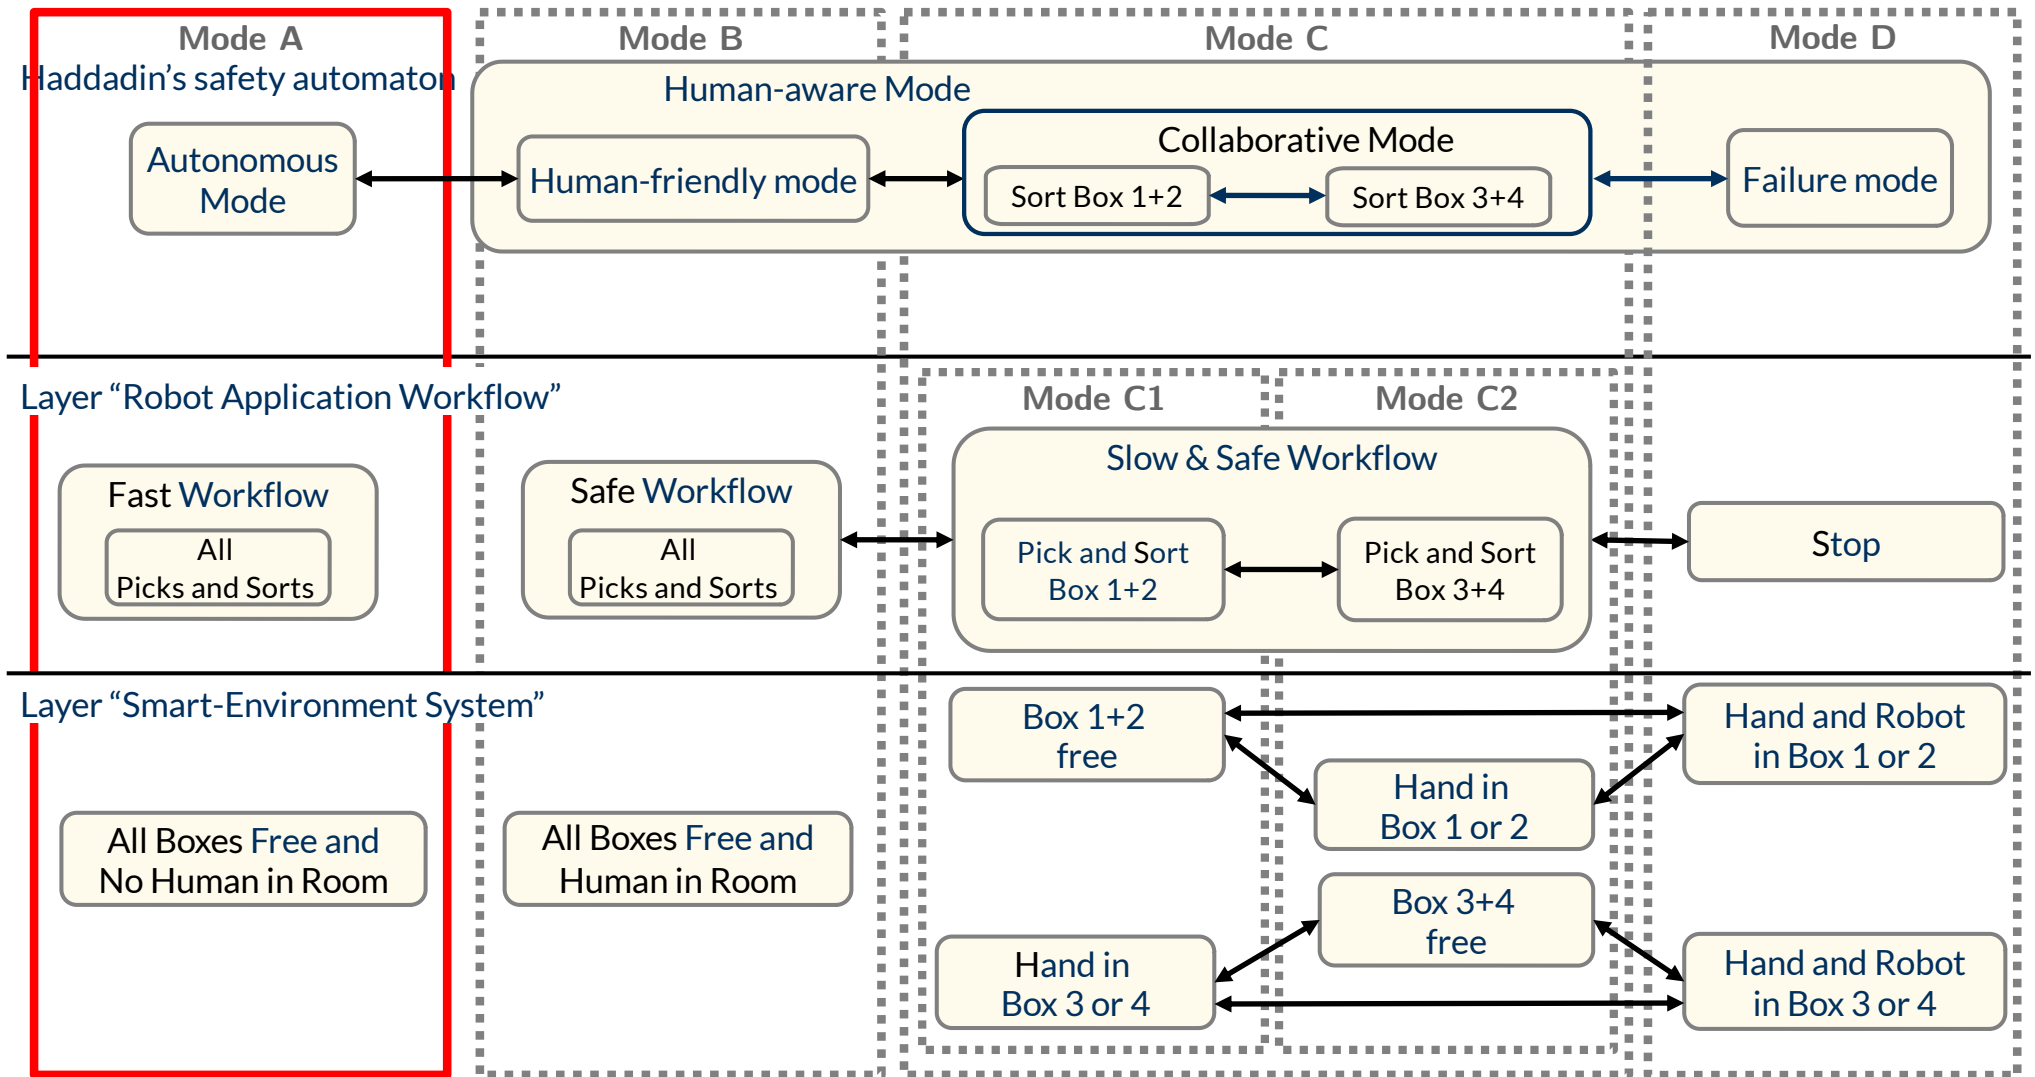 Mode A
Mode B
Mode C
Mode D
Haddadin's safety automaton
Human-aware Mode
Autonomous
Mode
Human-friendly mode
Collaborative Mode
Sort Box 1+2
Sort Box 3+4
Failure mode
Layer “Robot Application Workflow”
Mode C1
Mode C2
Fast Workflow
All
Picks and Sorts
Safe Workflow
All
Picks and Sorts
Slow & Safe Workflow
Pick and Sort
Box 1+2
Pick and Sort
Box 3+4
Stop
Layer “Smart-Environment System”
All Boxes Free and
No Human in Room
All Boxes Free and
Human in Room
Box 1+2
free
Hand in
Box 1 or 2
Hand and Robot
in Box 1 or 2
Hand in
Box 3 or 4
Box 3+4
free
Hand and Robot
in Box 3 or 4